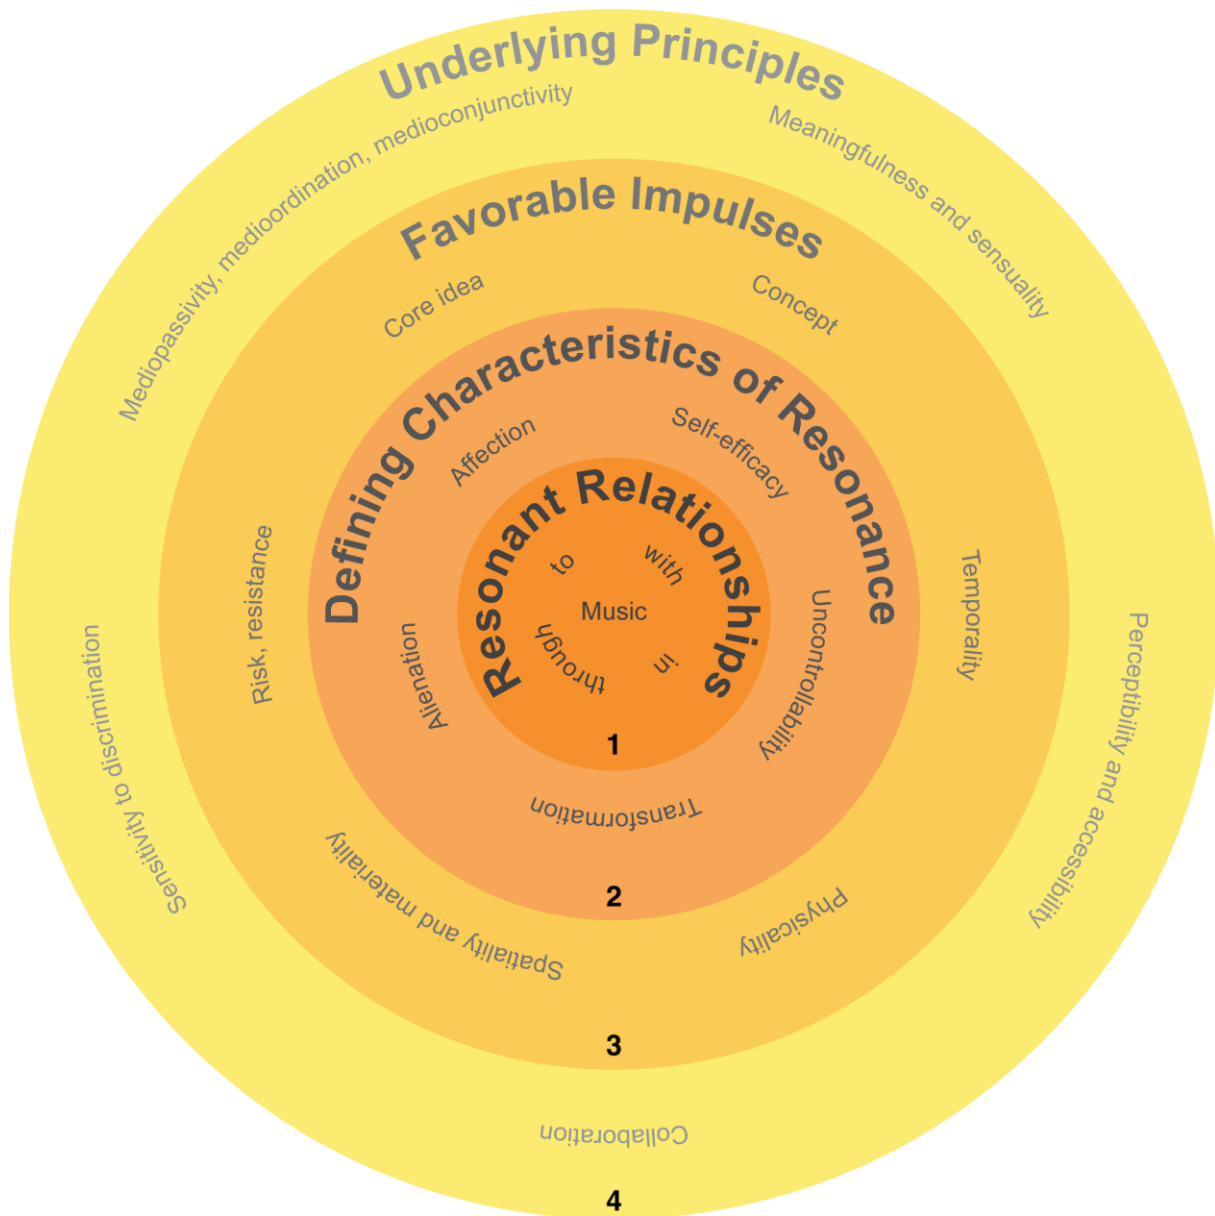 Underlying Principles
Mediopassivity, medioordination, medioconjunctivity
Meaningfulness and sensuality
Perceptibility and accessibility
Collaboration
Sensitivity to discrimination
4
Favorable Impulses
Core idea
Concept
Temporality
Physicality
Spatiality and materiality
Risk, resistance
3
Defining Characteristics of Resonance
Affection
Self-efficacy
Uncontrollability
Transformation
Alienation
2
Resonant Relationships
to
with
in
through
Music
1